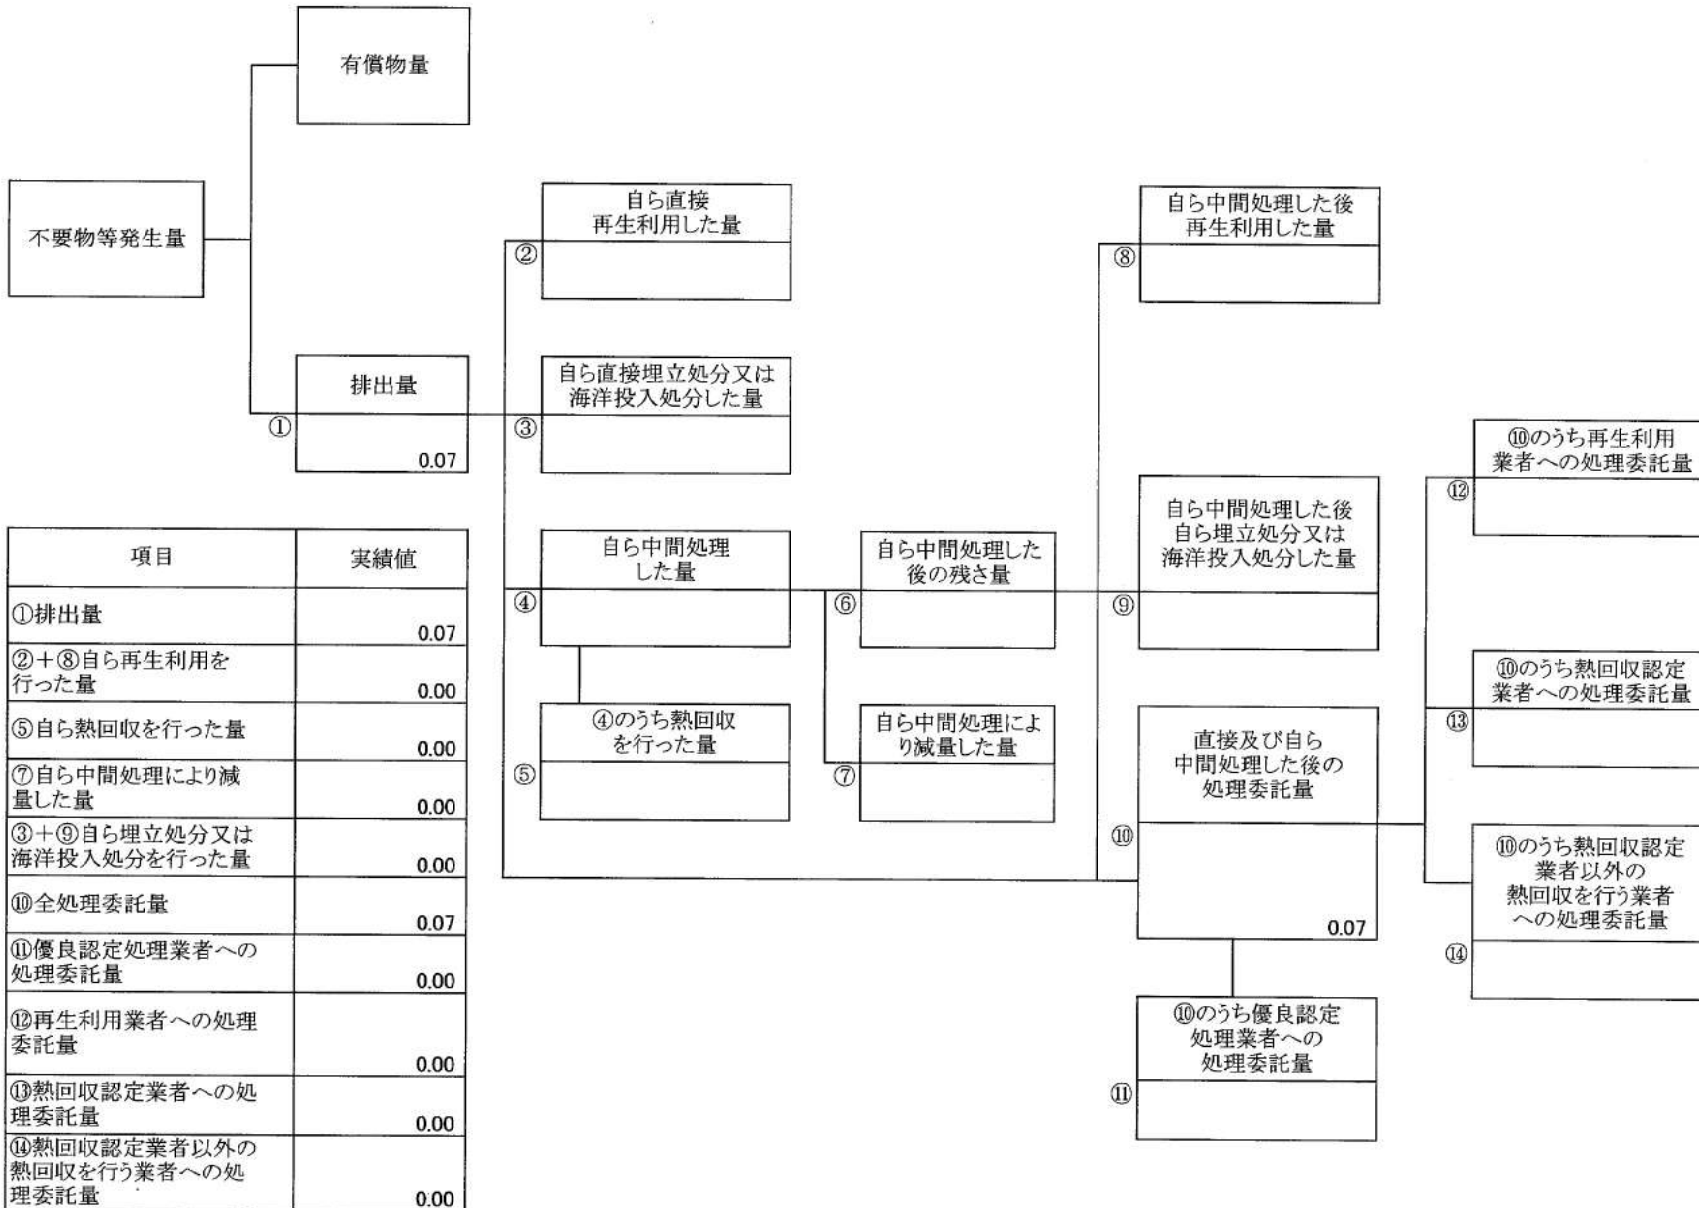 有償物量
不要物等発生量
排出量
①
0.07
自ら直接
再生利用した量
②
自ら直接埋立処分又は
海洋投入処分した量
③
自ら中間処理
した量
④
④のうち熱回収
を行った量
⑤
自ら中間処理した
後の残さ量
⑥
自ら中間処理によ
り減量した量
⑦
自ら中間処理した後
再生利用した量
⑧
自ら中間処理した後
自ら埋立処分又は
海洋投入処分した量
⑨
直接及び自ら
中間処理した後の
処理委託量
⑩
0.07
⑩のうち優良認定
処理業者への
処理委託量
⑪
⑩のうち再生利用
業者への処理委託量
⑫
⑩のうち熱回収認定
業者への処理委託量
⑬
⑩のうち熱回収認定
業者以外の
熱回収を行う業者
への処理委託量
⑭
項目 実績値
①排出量
0.07
②+⑧自ら再生利用を
行った量
0.00
⑤自ら熱回収を行った量
0.00
⑦自ら中間処理により減
量した量
0.00
③+⑨自ら埋立処分又は
海洋投入処分を行った量
0.00
⑩全処理委託量
0.07
⑪優良認定処理業者への
処理委託量
0.00
⑫再生利用業者への処理
委託量
0.00
⑬熱回収認定業者への処
理委託量
0.00
⑭熱回収認定業者以外の
熱回収を行う業者への処
理委託量
0.00